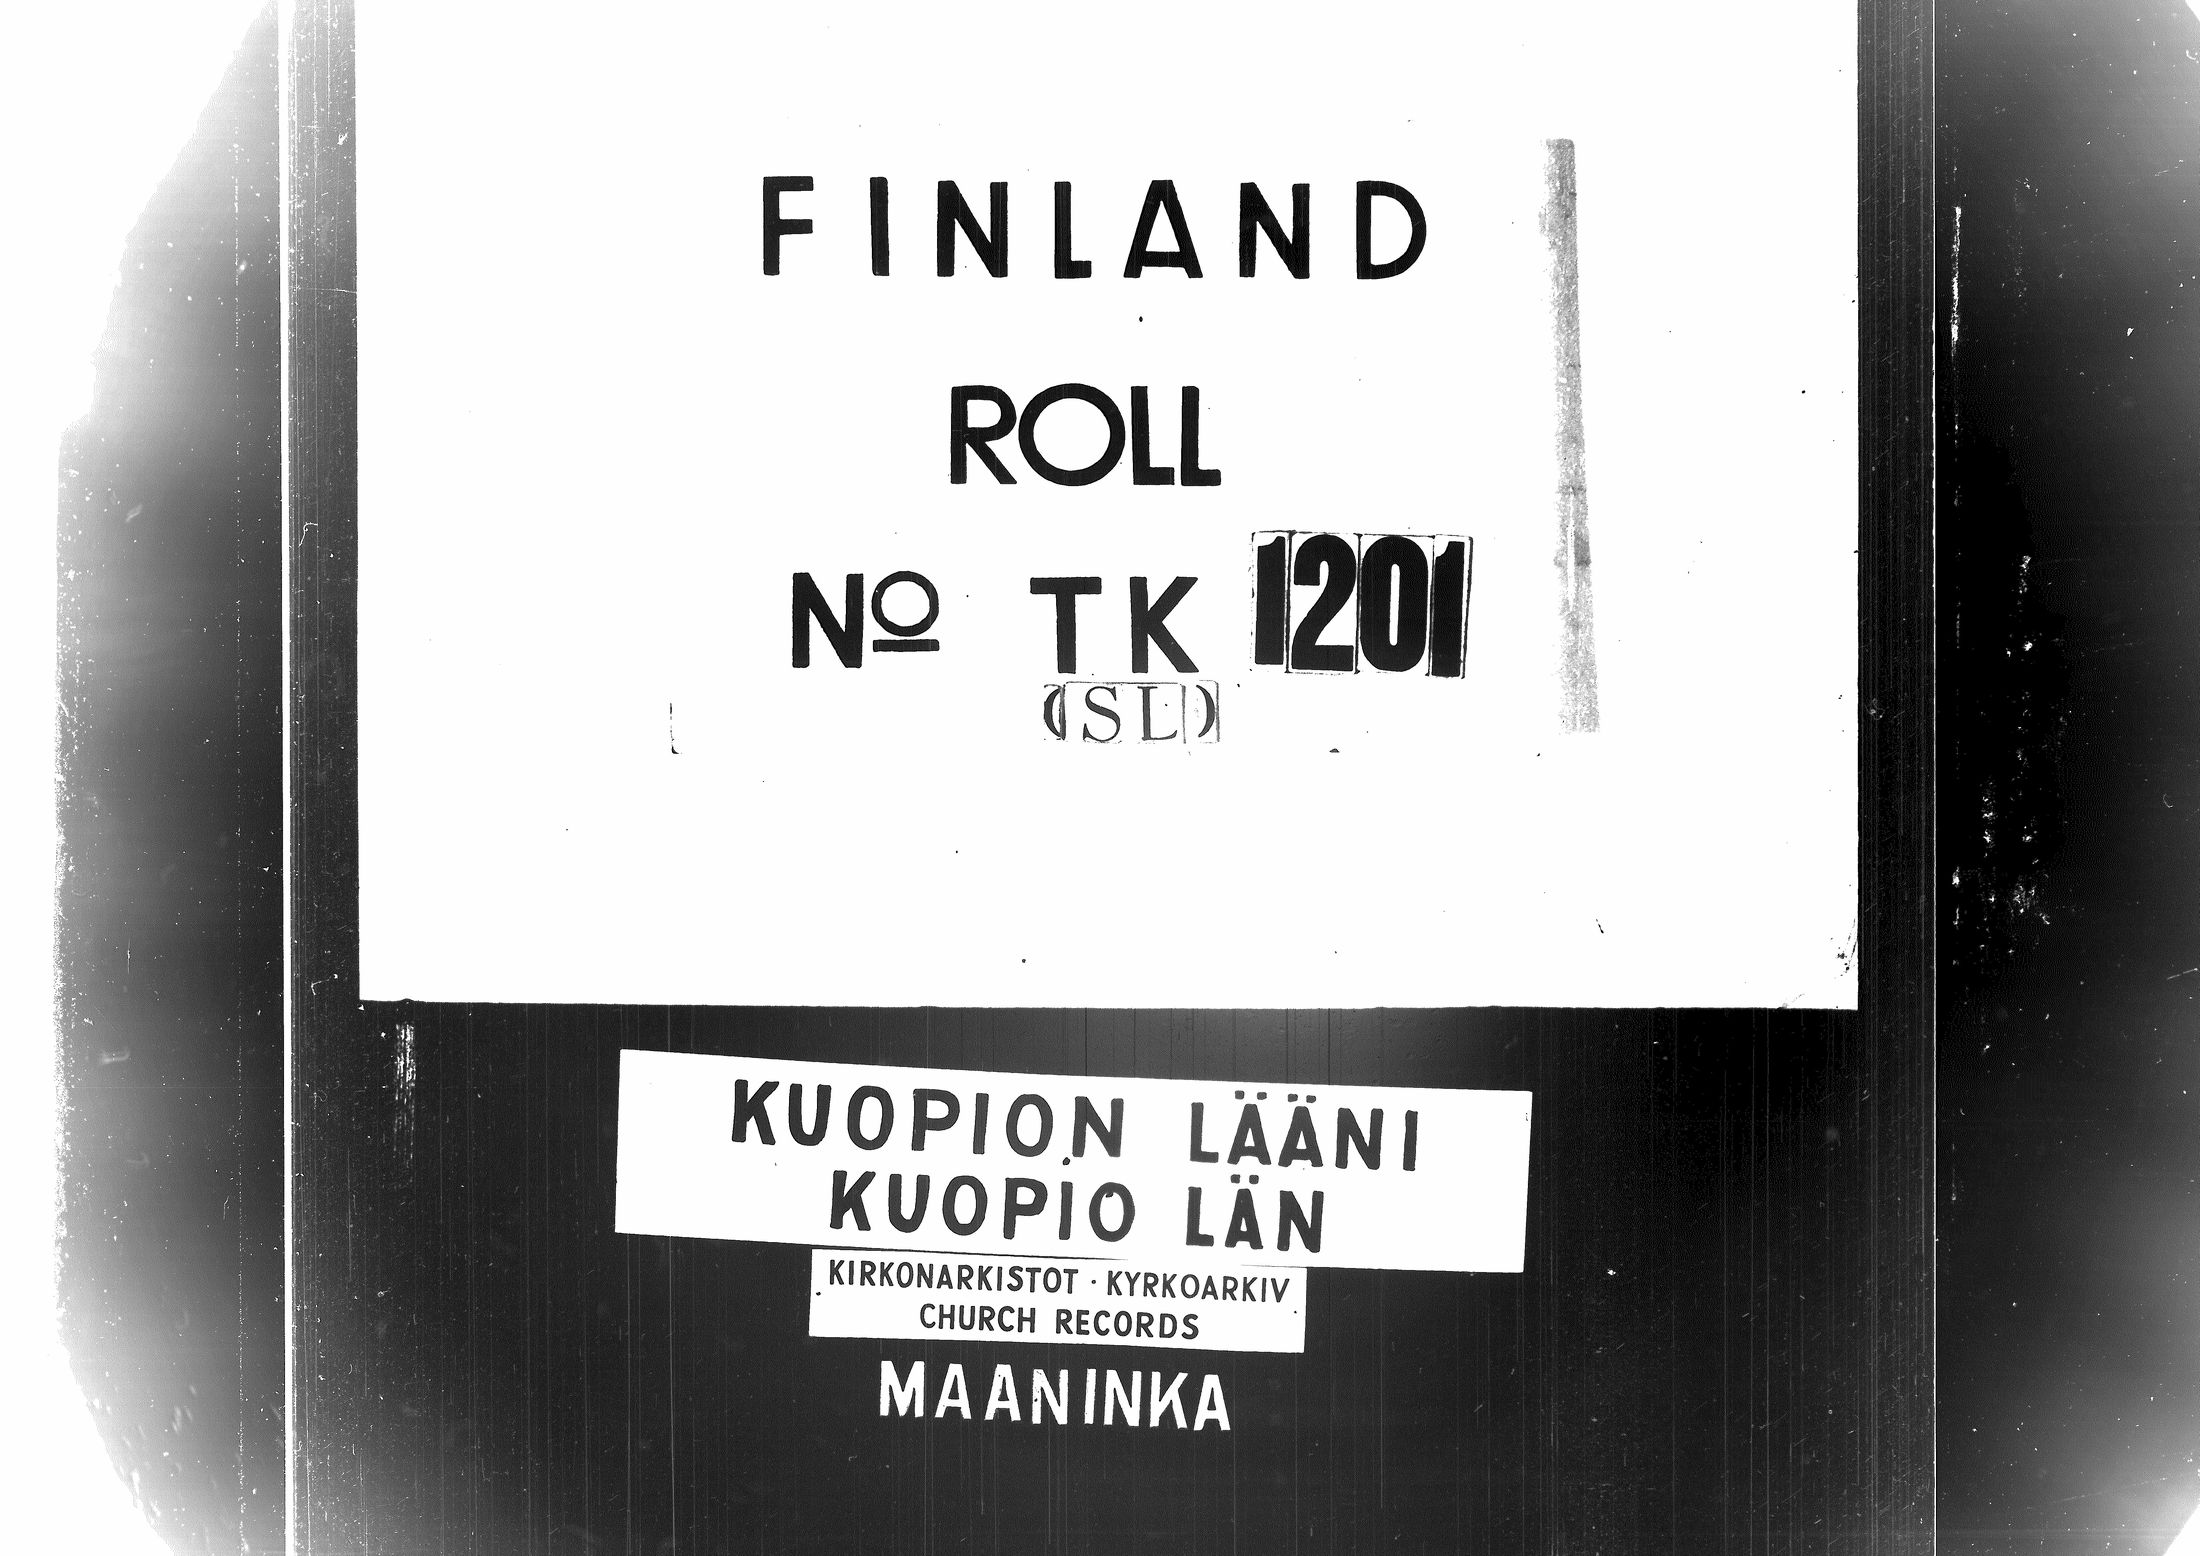 FINLAND
ROLL
Nº TK 1201
(SL)
KUOPION LÄÄNI
KUOPIO LÄN
KIRKONARKISTOT · KYRKOARKIV
CHURCH RECORDS
MAANINKA